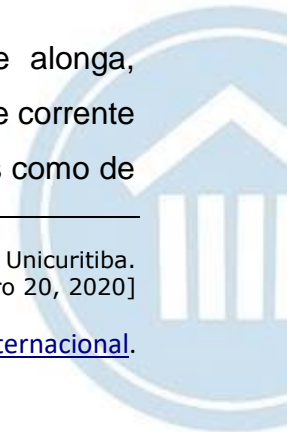 e alonga,
e corrente
s como de
Unicuritiba.
ro 20, 2020]
ternacional.